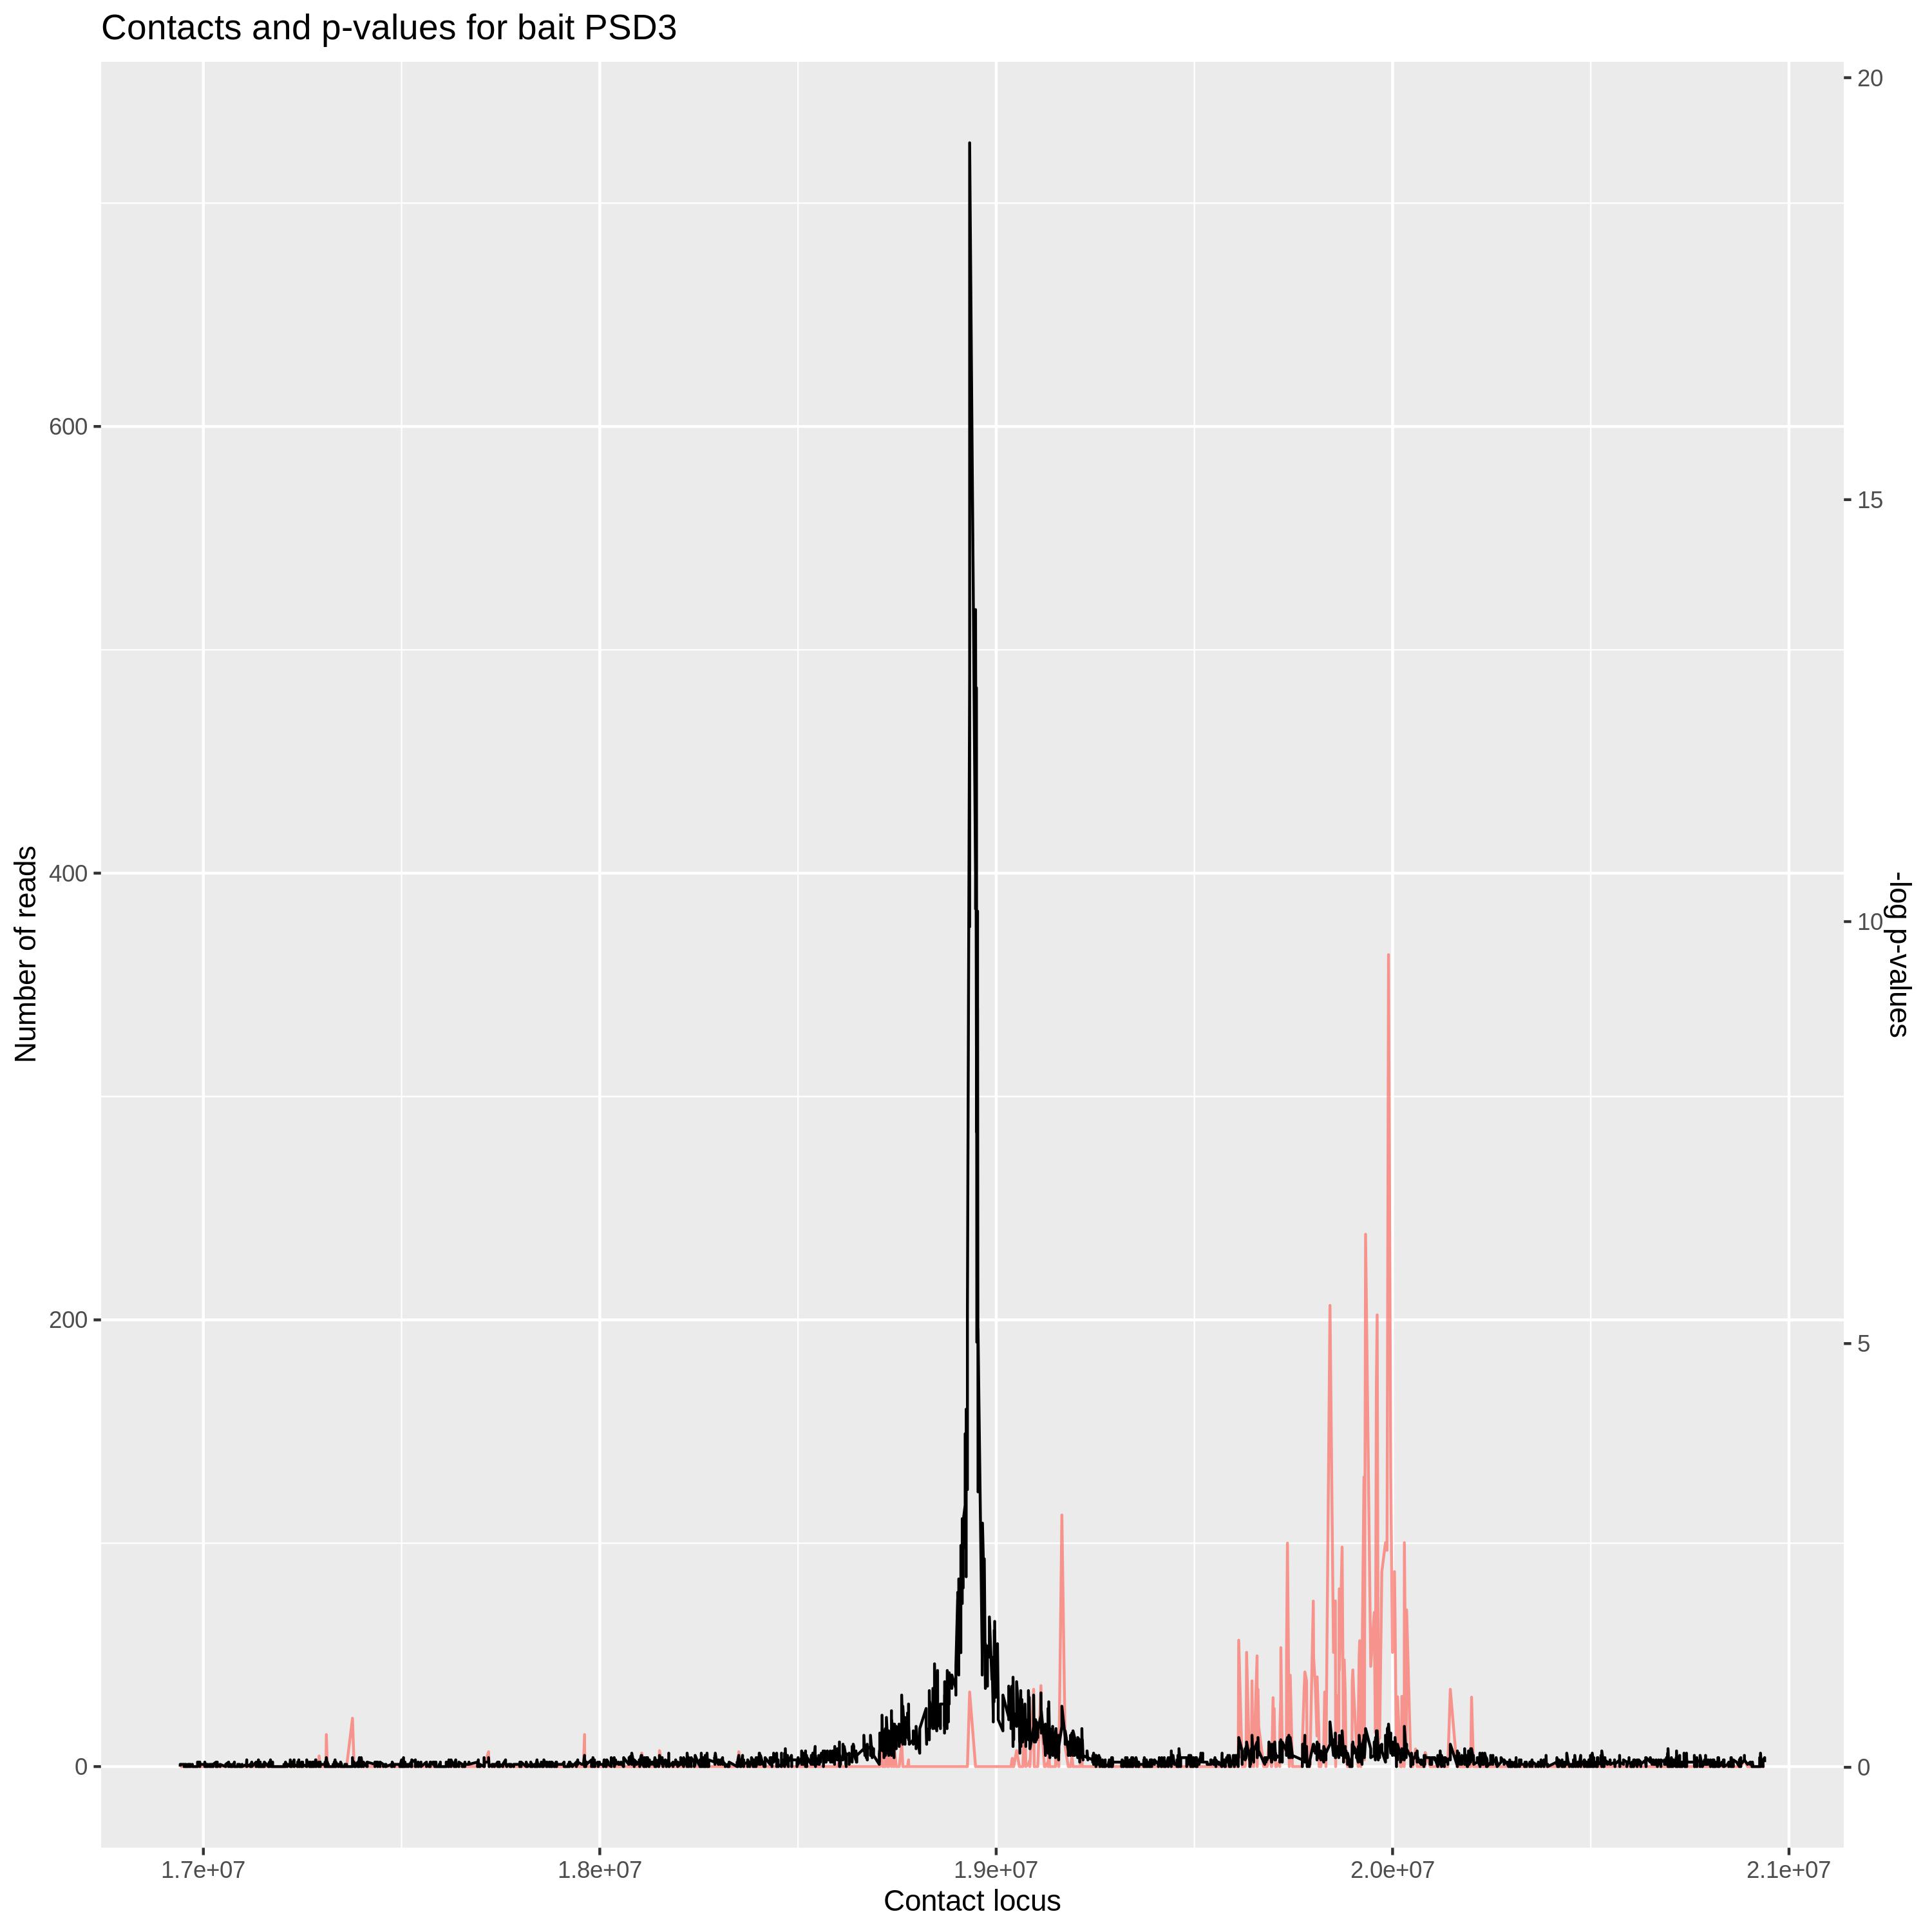 Contacts and p-values for bait PSD3
Number of reads
600
400
200
0
20
15
10
5
0
-log p-values
1.7e+07 1.8e+07 1.9e+07 2.0e+07 2.1e+07
Contact locus